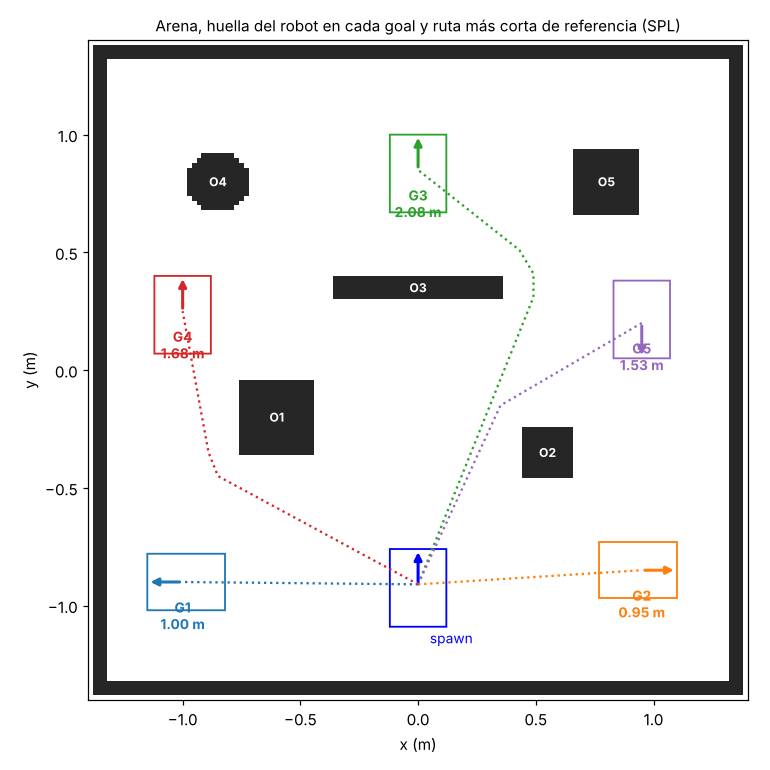 Arena, huella del robot en cada goal y ruta más corta de referencia (SPL)
1.0
O4
O5
G3
2.08 m
0.5
O3
G4
1.68 m
G5
1.53 m
0.0
y (m)
O1
O2
−0.5
G1
1.00 m
G2
0.95 m
−1.0
spawn
−1.0 −0.5 0.0 0.5 1.0
x (m)